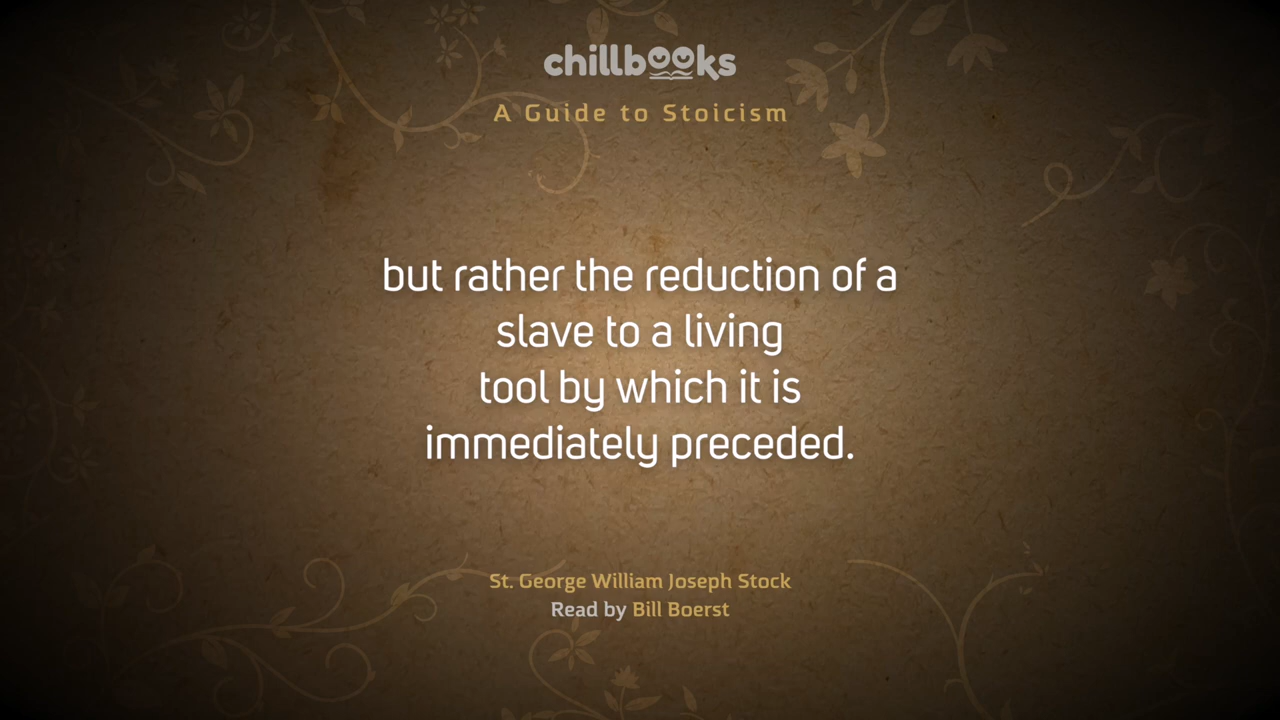 chillbooks
A Guide to Stoicism
but rather the reduction of a
slave to a living
tool by which it is
immediately preceded.
St. George William Joseph Stock
Read by Bill Boerst